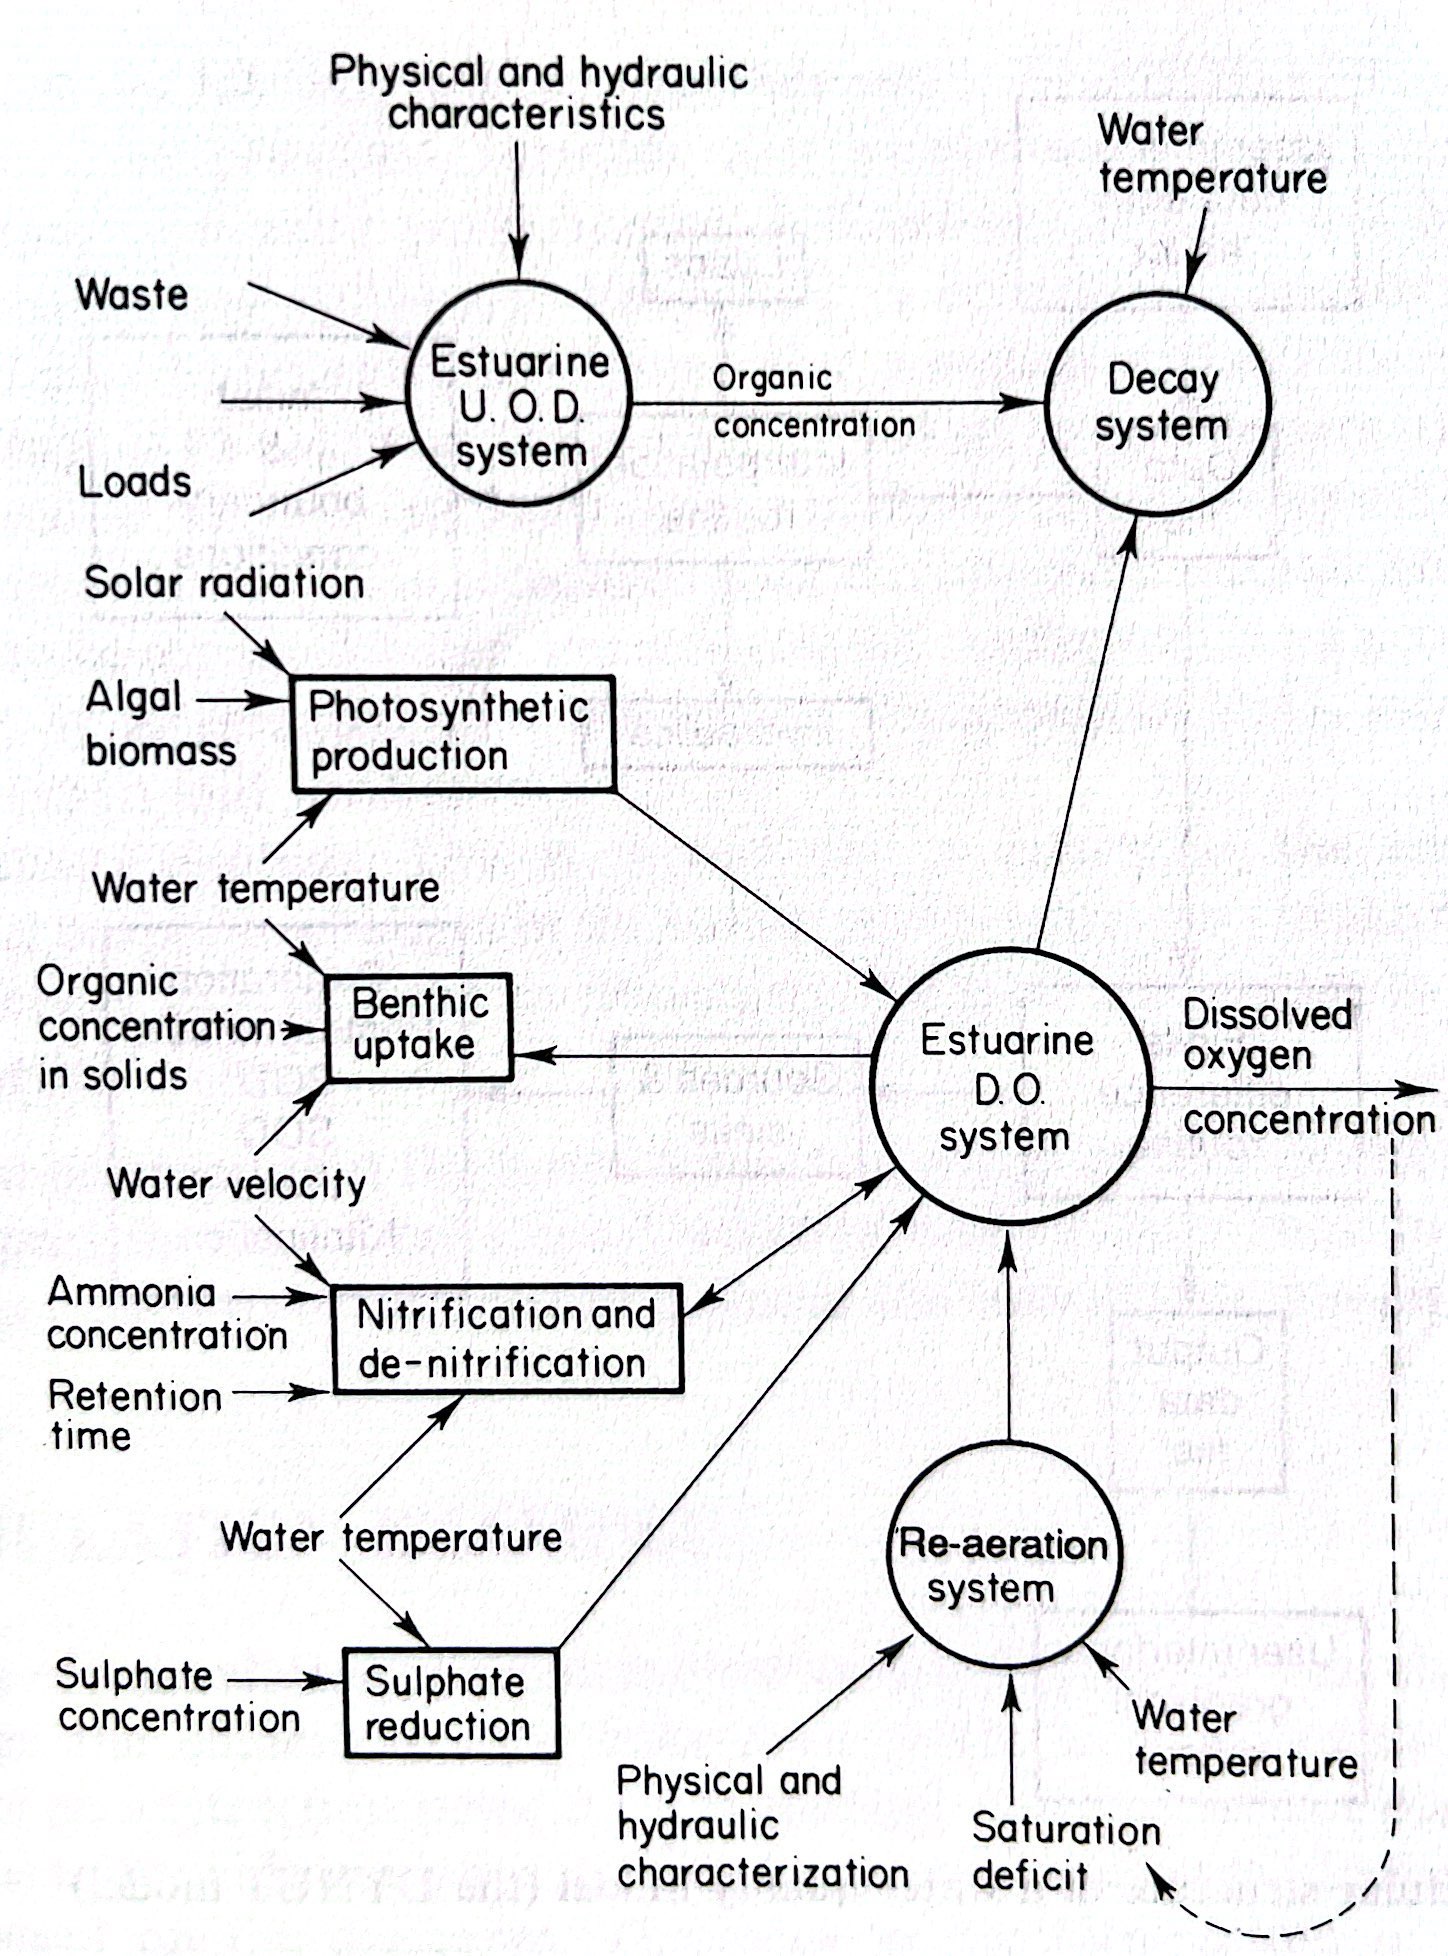 Physical and hydraulic
characteristics
Water
temperature
Waste
Estuarine
U. O. D.
system
Organic
concentration
Decay
system
Loads
Solar radiation
Algal
biomass
Photosynthetic
production
Water temperature
Organic
concentration
in solids
Benthic
uptake
Estuarine
D. O.
system
Dissolved
oxygen
concentration
Water velocity
Ammonia
concentration
Nitrification and
de-nitrification
Retention
time
Water temperature
Re-aeration
system
Sulphate
concentration
Sulphate
reduction
Water
temperature
Physical and
hydraulic
characterization
Saturation
deficit